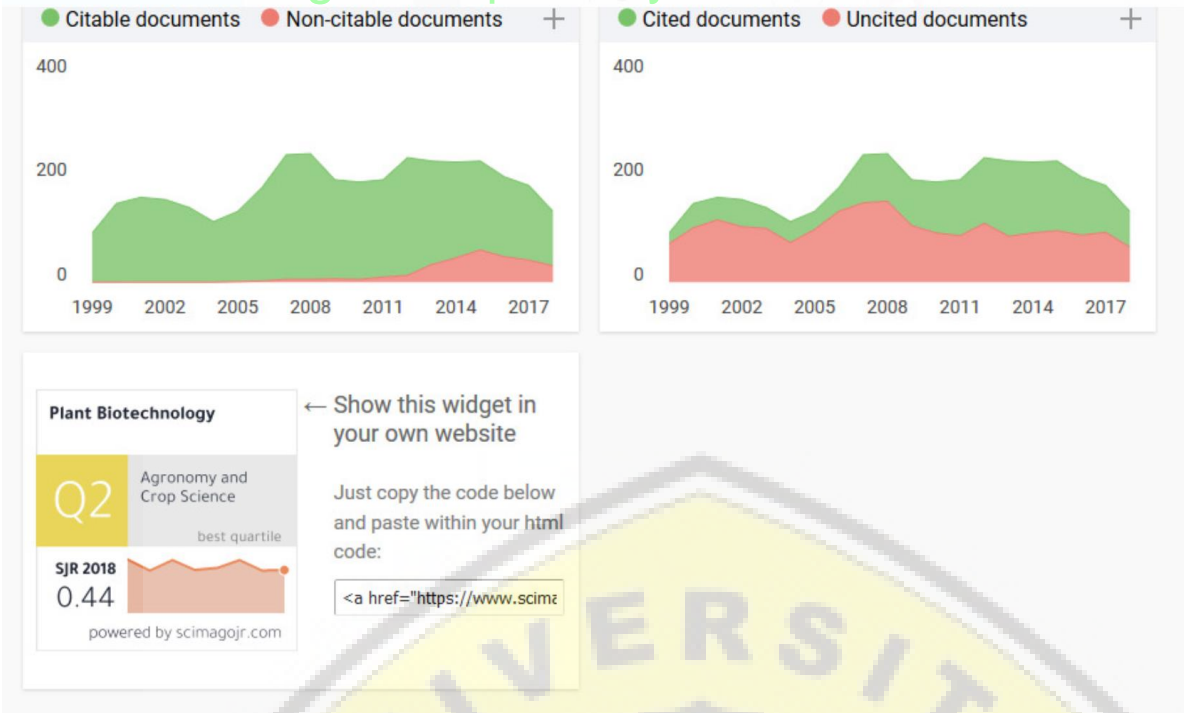 Citable documents Non-citable documents +
400
200
0
1999 2002 2005 2008 2011 2014 2017
Cited documents Uncited documents +
400
200
0
1999 2002 2005 2008 2011 2014 2017
Plant Biotechnology
Q2
Agronomy and
Crop Science
best quartile
SJR 2018
0.44
powered by scimagojr.com
← Show this widget in
your own website
Just copy the code below
and paste within your html
code:
<a href="https://www.scima
IVERSIT